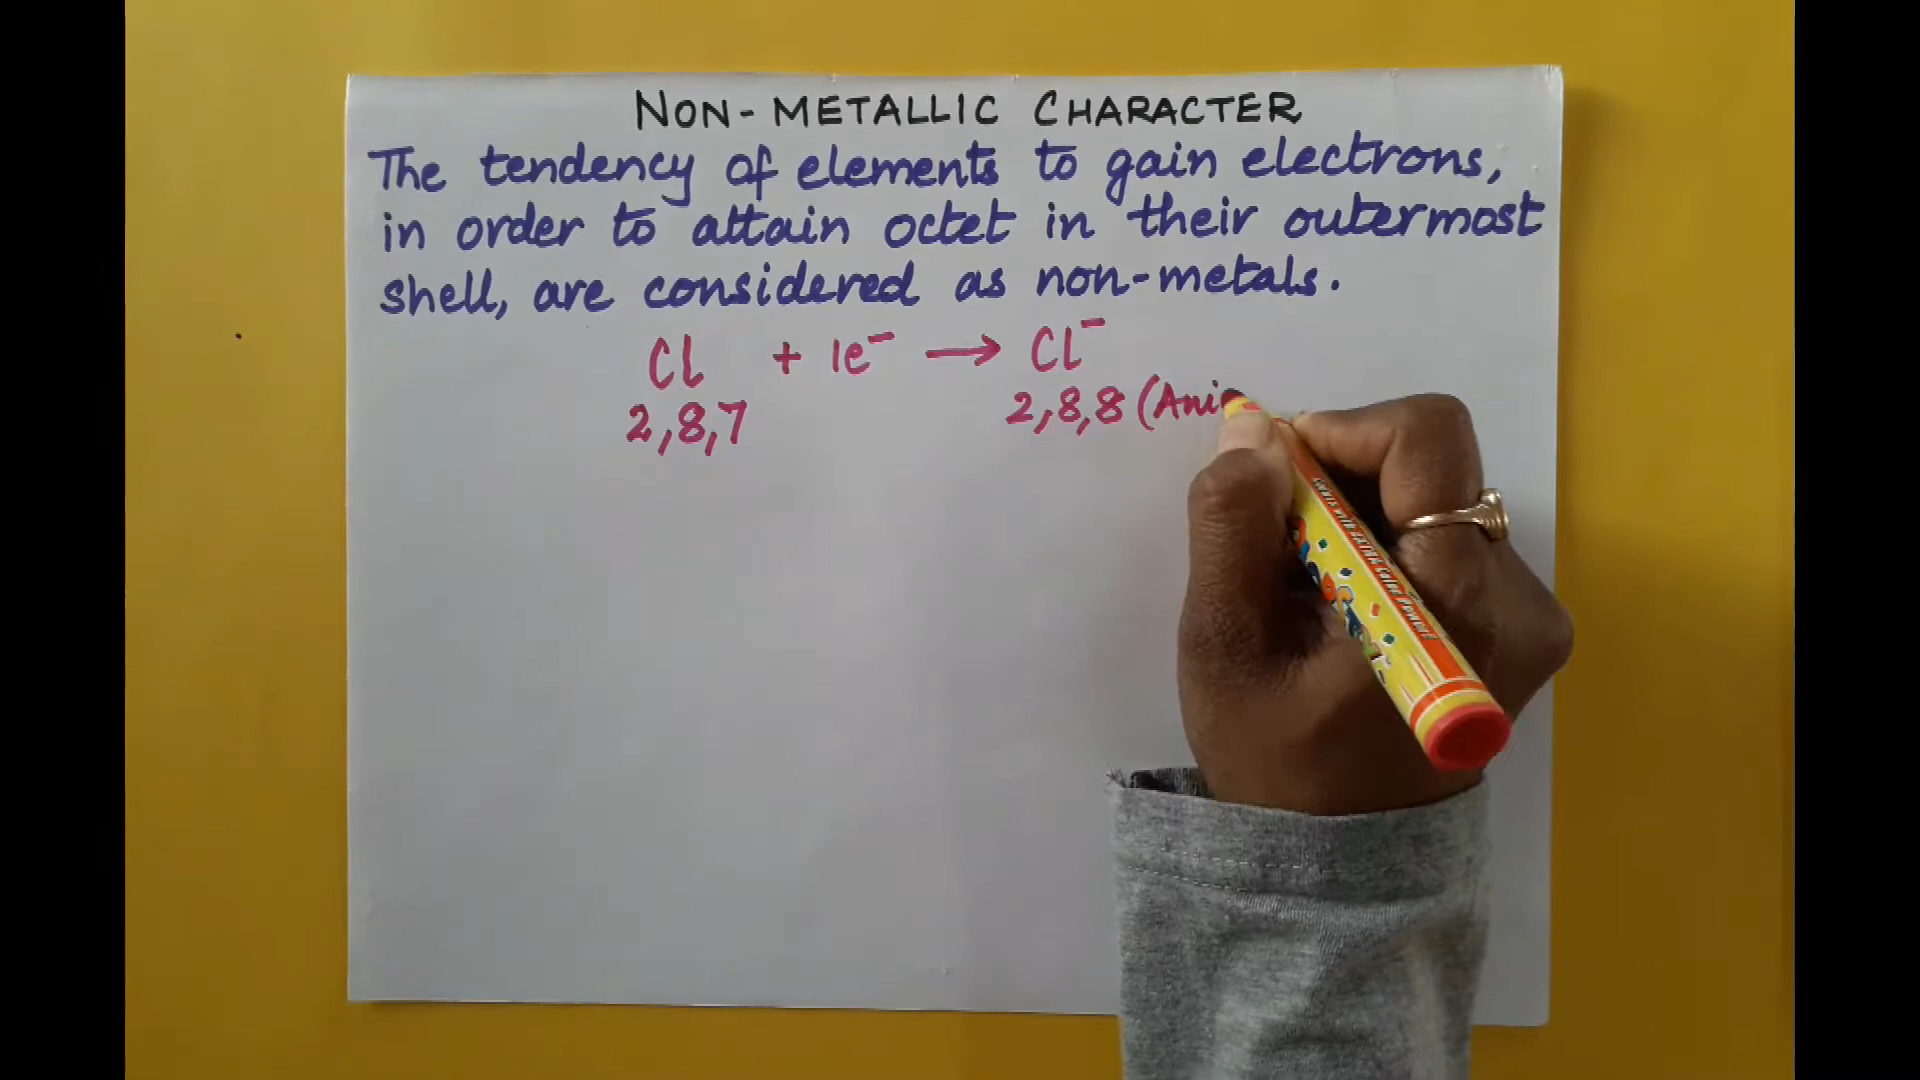 NON-METALLIC CHARACTER
The tendency of elements to gain electrons,
in order to attain octet in their outermost
shell, are considered as non-metals.
Cl + 1e⁻ → Cl⁻
2,8,7 2,8,8 (Ani